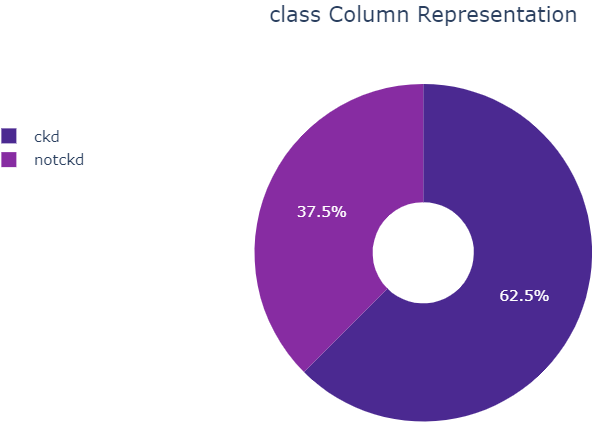 class Column Representation
ckd
notckd
37.5%
62.5%